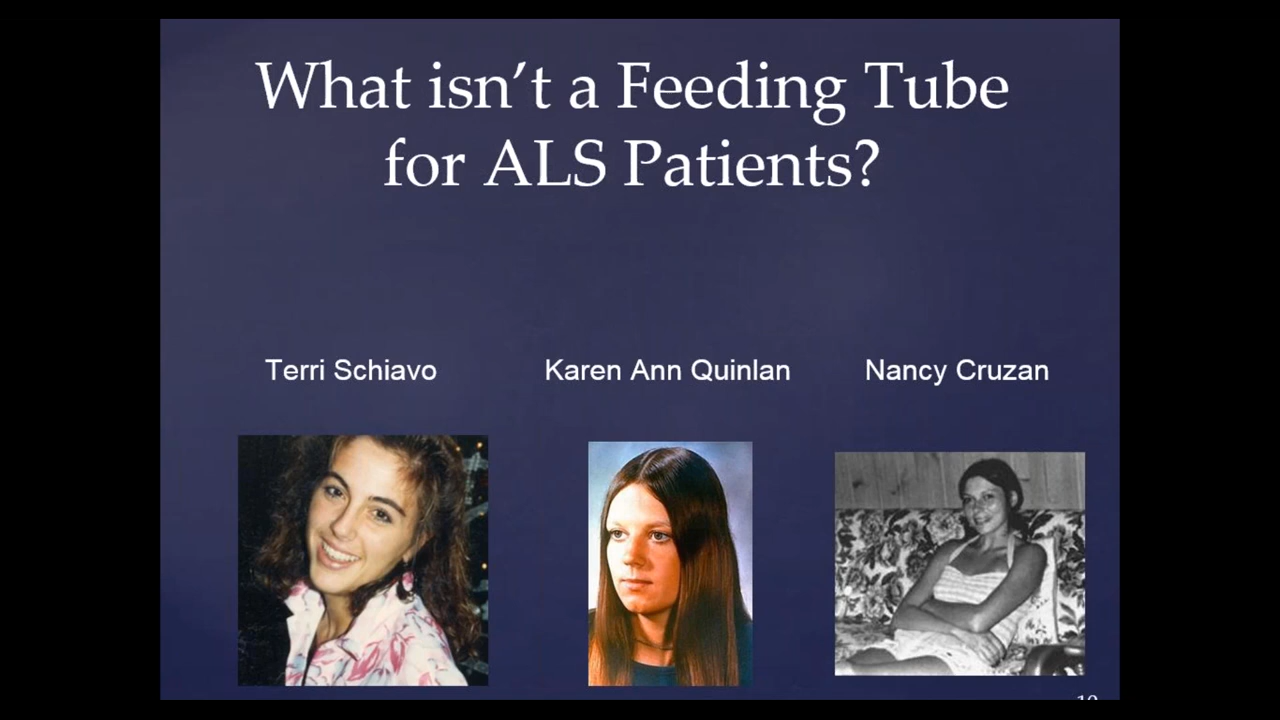 What isn’t a Feeding Tube
for ALS Patients?
Terri Schiavo
Karen Ann Quinlan
Nancy Cruzan